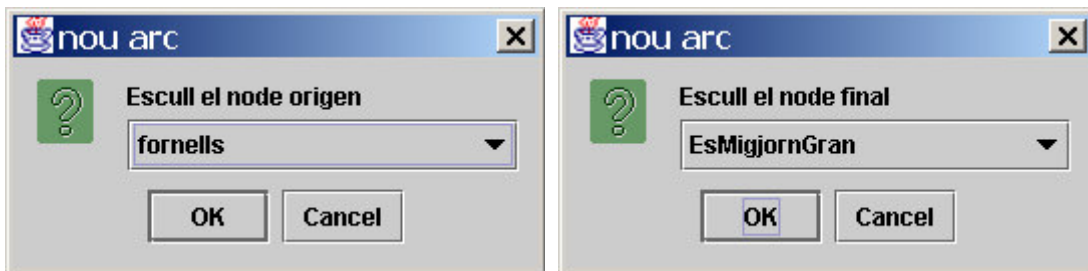 nou arc
Escull el node origen
fornells
OK Cancel
nou arc
Escull el node final
EsMigjornGran
OK Cancel